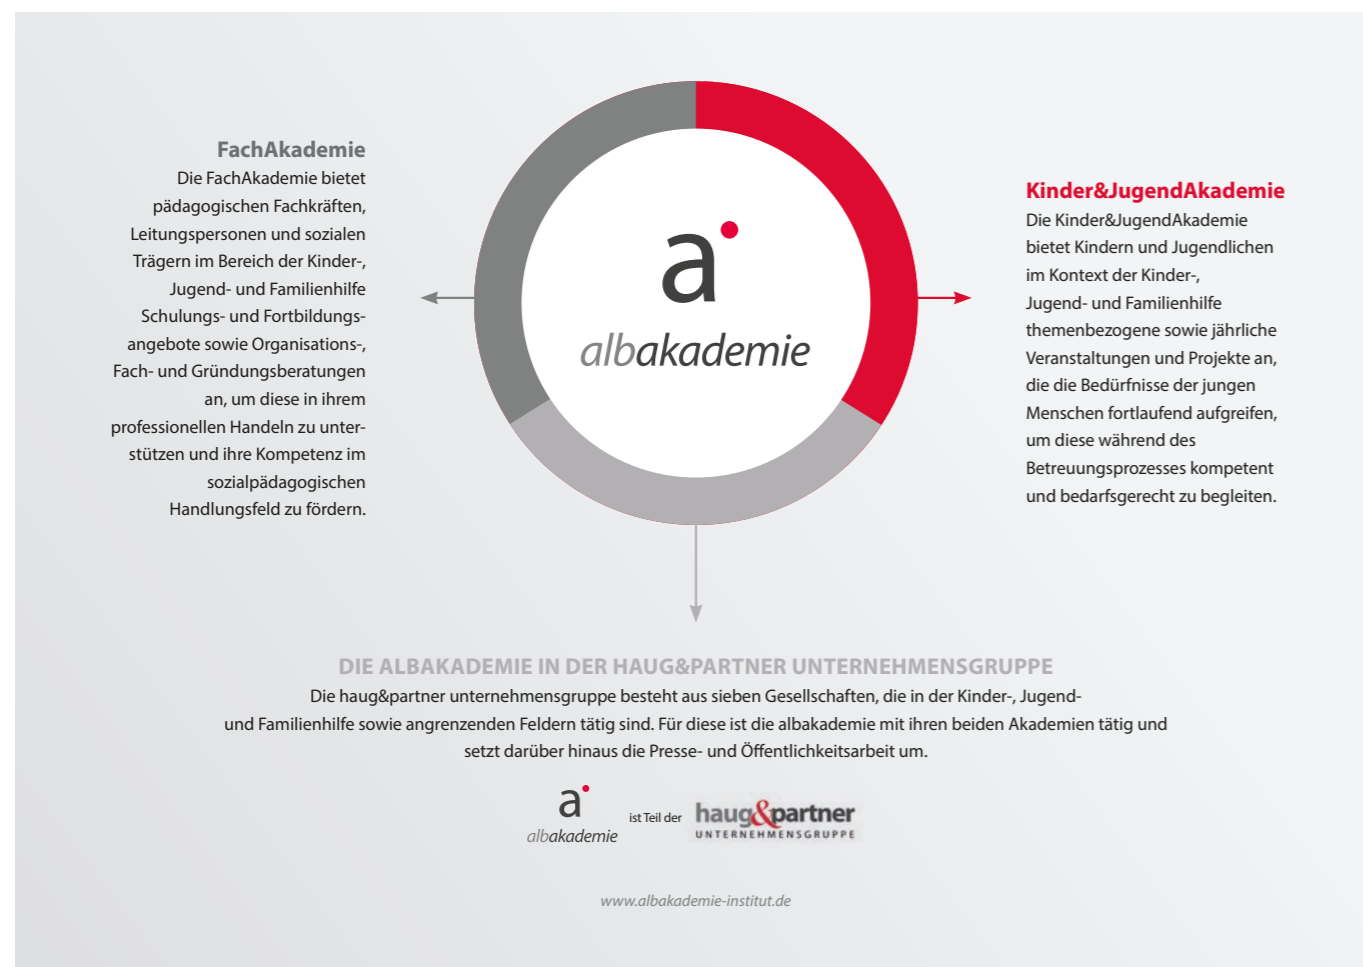 FachAkademie
Die FachAkademie bietet
pädagogischen Fachkräften,
Leitungspersonen und sozialen
Trägern im Bereich der Kinder-,
Jugend- und Familienhilfe
Schulungs- und Fortbildungs-
angebote sowie Organisations-,
Fach- und Gründungsberatungen
an, um diese in ihrem
professionellen Handeln zu unter-
stützen und ihre Kompetenz im
sozialpädagogischen
Handlungsfeld zu fördern.
a
albakademie
Kinder&JugendAkademie
Die Kinder&JugendAkademie
bietet Kindern und Jugendlichen
im Kontext der Kinder-,
Jugend- und Familienhilfe
themenbezogene sowie jährliche
Veranstaltungen und Projekte an,
die die Bedürfnisse der jungen
Menschen fortlaufend aufgreifen,
um diese während des
Betreuungsprozesses kompetent
und bedarfsgerecht zu begleiten.
DIE ALBAKADEMIE IN DER HAUG&PARTNER UNTERNEHMENSGRUPPE
Die haug&partner unternehmensgruppe besteht aus sieben Gesellschaften, die in der Kinder-, Jugend-
und Familienhilfe sowie angrenzenden Feldern tätig sind. Für diese ist die albakademie mit ihren beiden Akademien tätig und
setzt darüber hinaus die Presse- und Öffentlichkeitsarbeit um.
a
albakademie
ist Teil der
haug&partner
UNTERNEHMENSGRUPPE
www.albakademie-institut.de